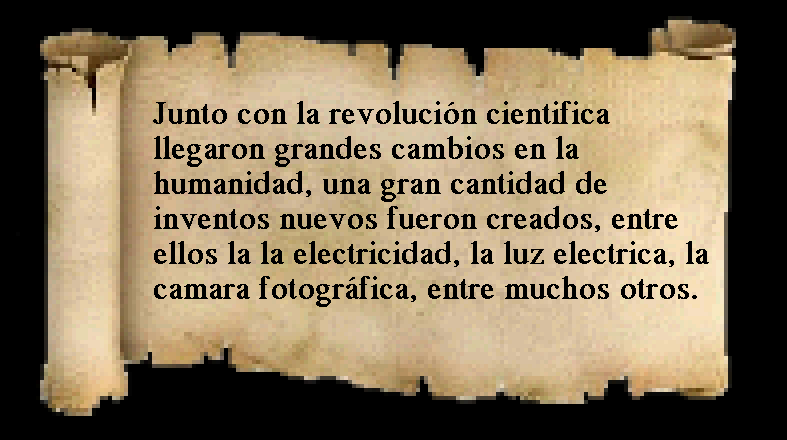 Junto con la revolución cientifica
llegaron grandes cambios en la
humanidad, una gran cantidad de
inventos nuevos fueron creados, entre
ellos la la electricidad, la luz electrica, la
camara fotográfica, entre muchos otros.